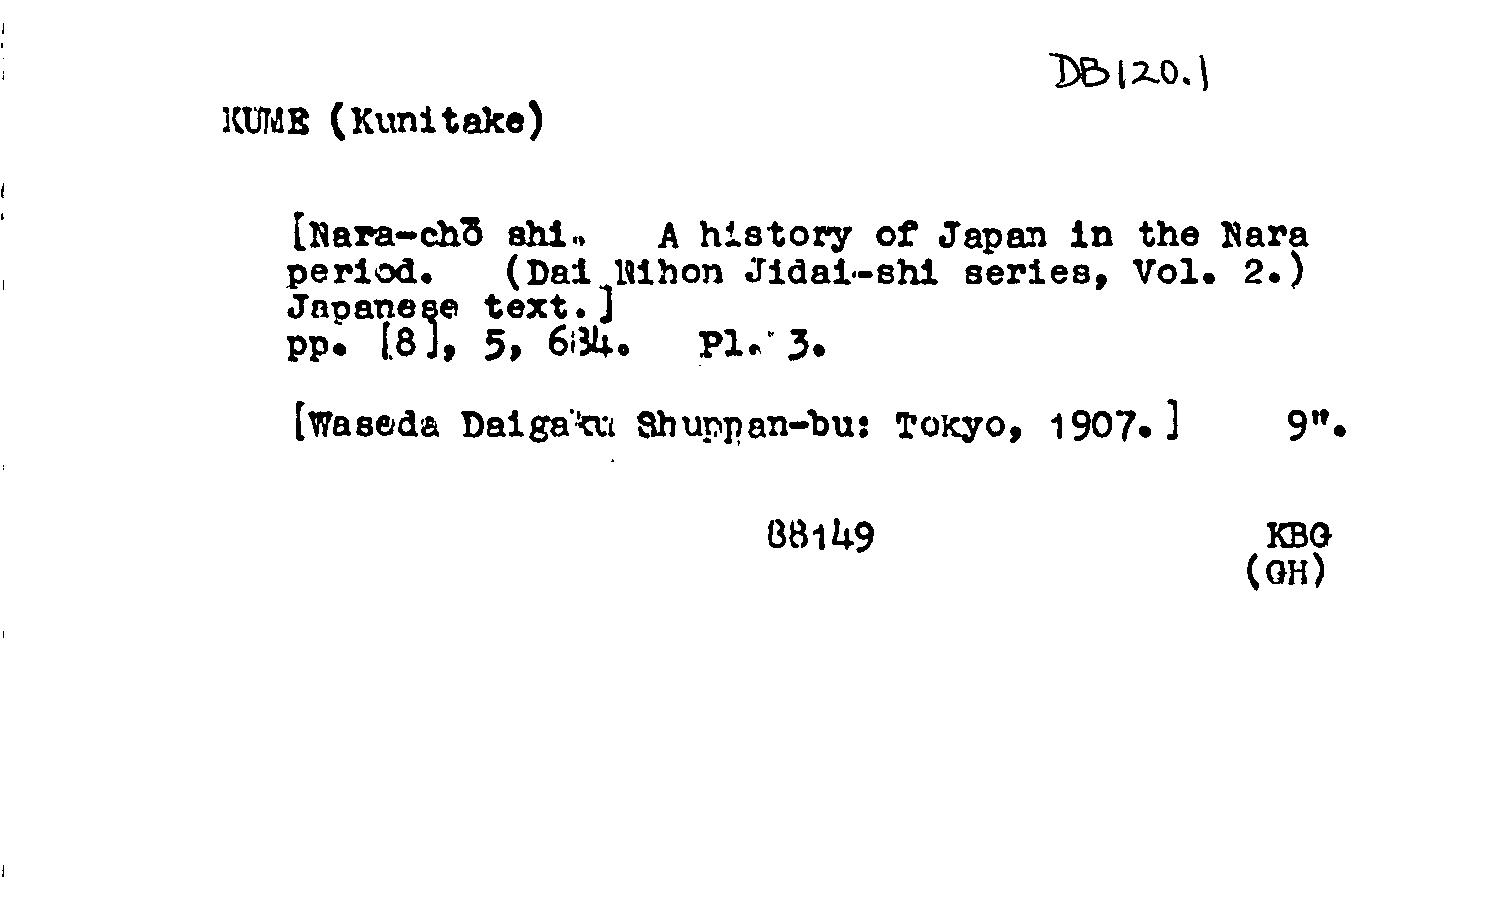 DB120.1
KUME (Kunitake)
[Nara-chō shi. A history of Japan in the Nara
period. (Dai Nihon Jidai-shi series, Vol. 2.)
Japanese text.]
pp. [8], 5, 634. Pl. 3.
[Waseda Daigaku Shuppan-bu: Tokyo, 1907.] 9".
88149 KBG
(GH)